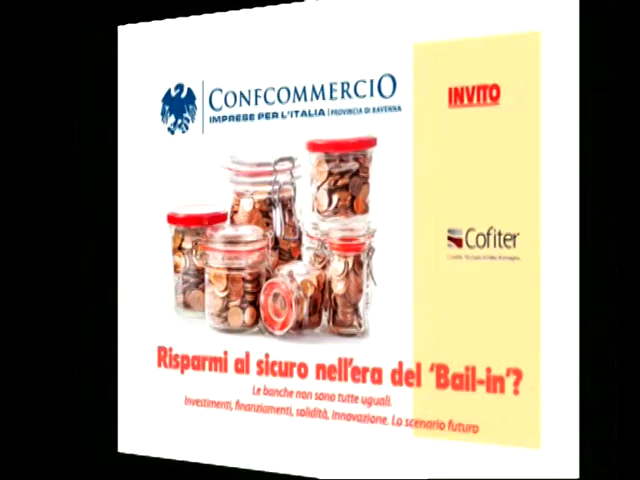 CONFCOMMERCIO
IMPRESE PER L'ITALIA | PROVINCIA DI RAVENNA
INVITO
Cofiter
Risparmi al sicuro nell'era del 'Bail-in'?
Le banche non sono tutte uguali.
Investimenti, finanziamenti, solidità, innovazione. Lo scenario futuro